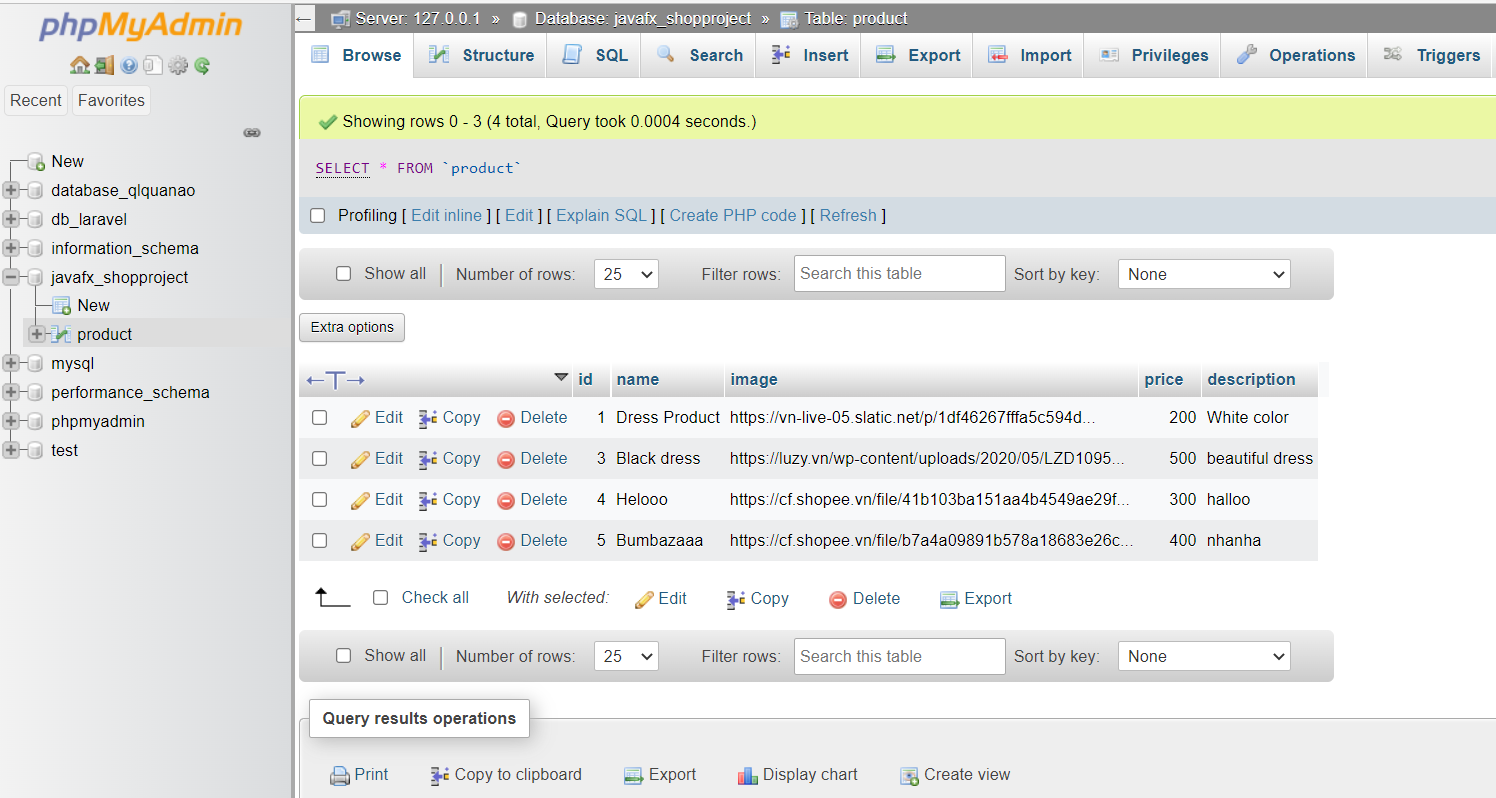 phpMyAdmin
Recent Favorites
New
database_qlquanao
db_laravel
information_schema
javafx_shopproject
New
product
mysql
performance_schema
phpmyadmin
test
Server: 127.0.0.1 » Database: javafx_shopproject » Table: product
Browse Structure SQL Search Insert Export Import Privileges Operations Triggers
Showing rows 0 - 3 (4 total, Query took 0.0004 seconds.)
SELECT * FROM `product`
Profiling [ Edit inline ] [ Edit ] [ Explain SQL ] [ Create PHP code ] [ Refresh ]
Show all Number of rows: 25 Filter rows: Search this table Sort by key: None
Extra options
←T→ id name image price description
Edit Copy Delete 1 Dress Product https://vn-live-05.slatic.net/p/1df46267fffa5c594d... 200 White color
Edit Copy Delete 3 Black dress https://luzy.vn/wp-content/uploads/2020/05/LZD1095... 500 beautiful dress
Edit Copy Delete 4 Helooo https://cf.shopee.vn/file/41b103ba151aa4b4549ae29f... 300 halloo
Edit Copy Delete 5 Bumbazaaa https://cf.shopee.vn/file/b7a4a09891b578a18683e26c... 400 nhanha
Check all With selected: Edit Copy Delete Export
Show all Number of rows: 25 Filter rows: Search this table Sort by key: None
Query results operations
Print Copy to clipboard Export Display chart Create view